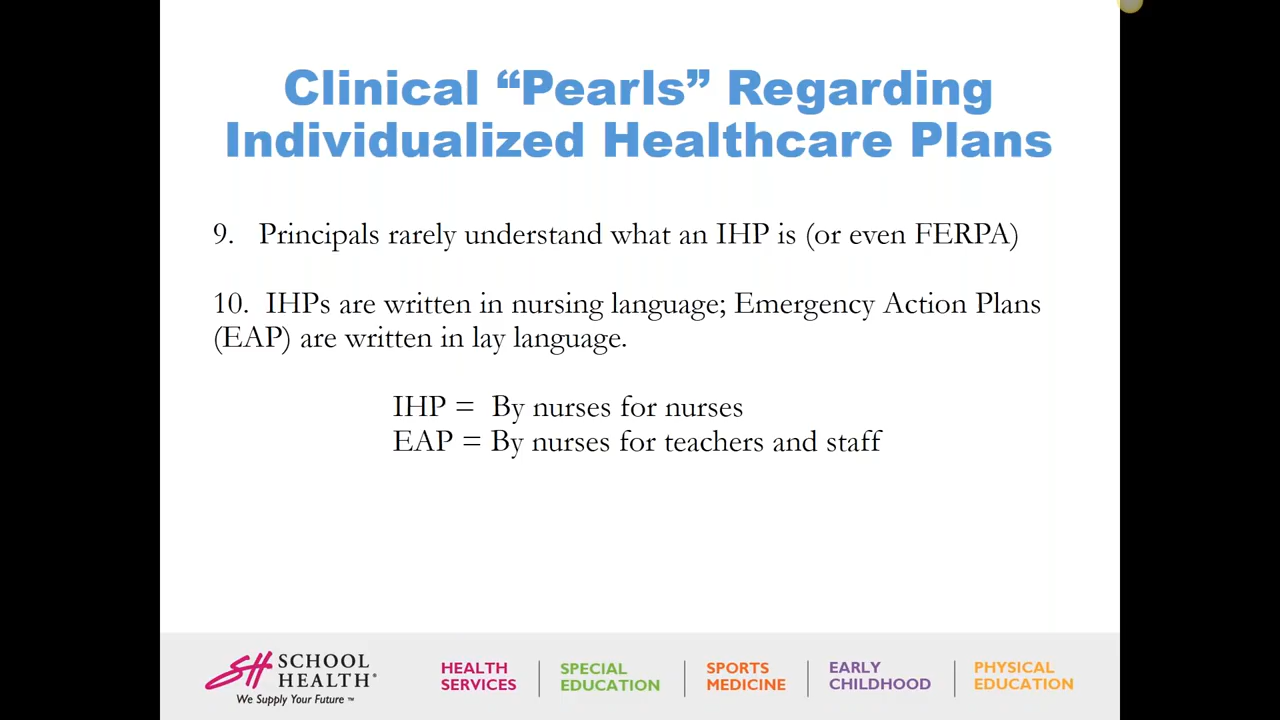 Clinical “Pearls” Regarding
Individualized Healthcare Plans
9. Principals rarely understand what an IHP is (or even FERPA)
10. IHPs are written in nursing language; Emergency Action Plans
(EAP) are written in lay language.
IHP = By nurses for nurses
EAP = By nurses for teachers and staff
SH SCHOOL
HEALTH®
We Supply Your Future ™
HEALTH
SERVICES
SPECIAL
EDUCATION
SPORTS
MEDICINE
EARLY
CHILDHOOD
PHYSICAL
EDUCATION